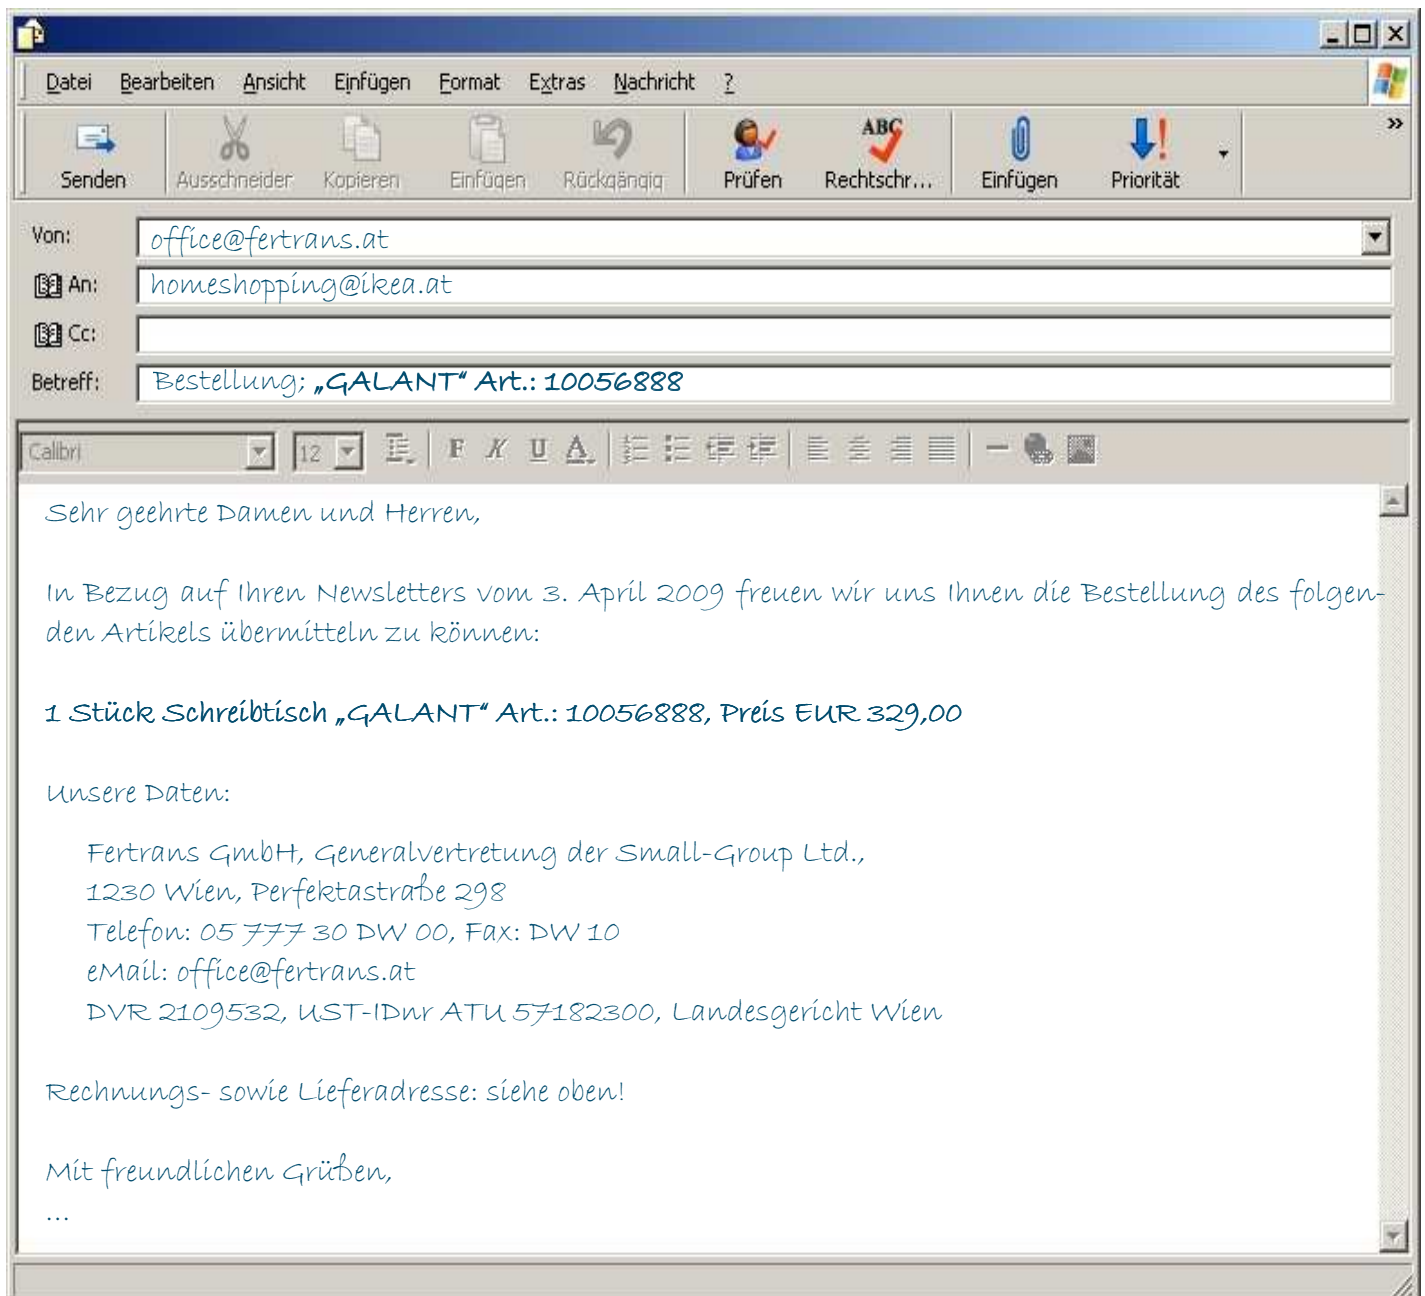 Datei Bearbeiten Ansicht Einfügen Format Extras Nachricht ?
Senden Ausschneider Kopieren Einfügen Rückgängig Prüfen Rechtschr... Einfügen Priorität »
Von: office@fertrans.at
An: homeshopping@ikea.at
Cc:
Betreff: Bestellung; „GALANT“ Art.: 10056888
Calibri 12 F K U A
Sehr geehrte Damen und Herren,
In Bezug auf Ihren Newsletters vom 3. April 2009 freuen wir uns Ihnen die Bestellung des folgen-
den Artikels übermitteln zu können:
1 Stück Schreibtisch „GALANT“ Art.: 10056888, Preis EUR 329,00
Unsere Daten:
Fertrans GmbH, Generalvertretung der Small-Group Ltd.,
1230 Wien, Perfektastraße 298
Telefon: 05 777 30 DW 00, Fax: DW 10
eMail: office@fertrans.at
DVR 2109532, UST-IDnr ATU 57182300, Landesgericht Wien
Rechnungs- sowie Lieferadresse: siehe oben!
Mit freundlichen Grüßen,
...